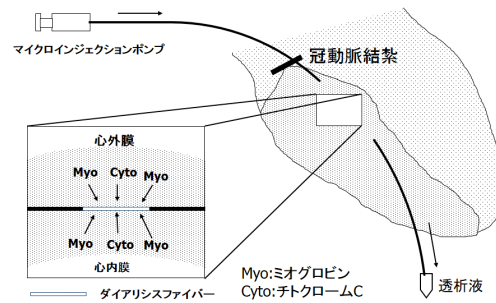 マイクロインジェクションポンプ
冠動脈結紮
心外膜
Myo Cyto Myo
Myo Cyto Myo
心内膜
ダイアリシスファイバー
Myo:ミオグロビン
Cyto:チトクロームC
透析液